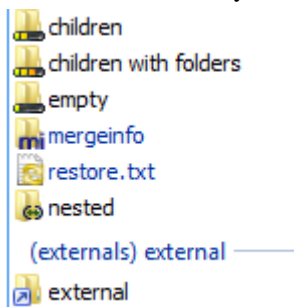 children
children with folders
empty
mergeinfo
restore.txt
nested
(externals) external
external